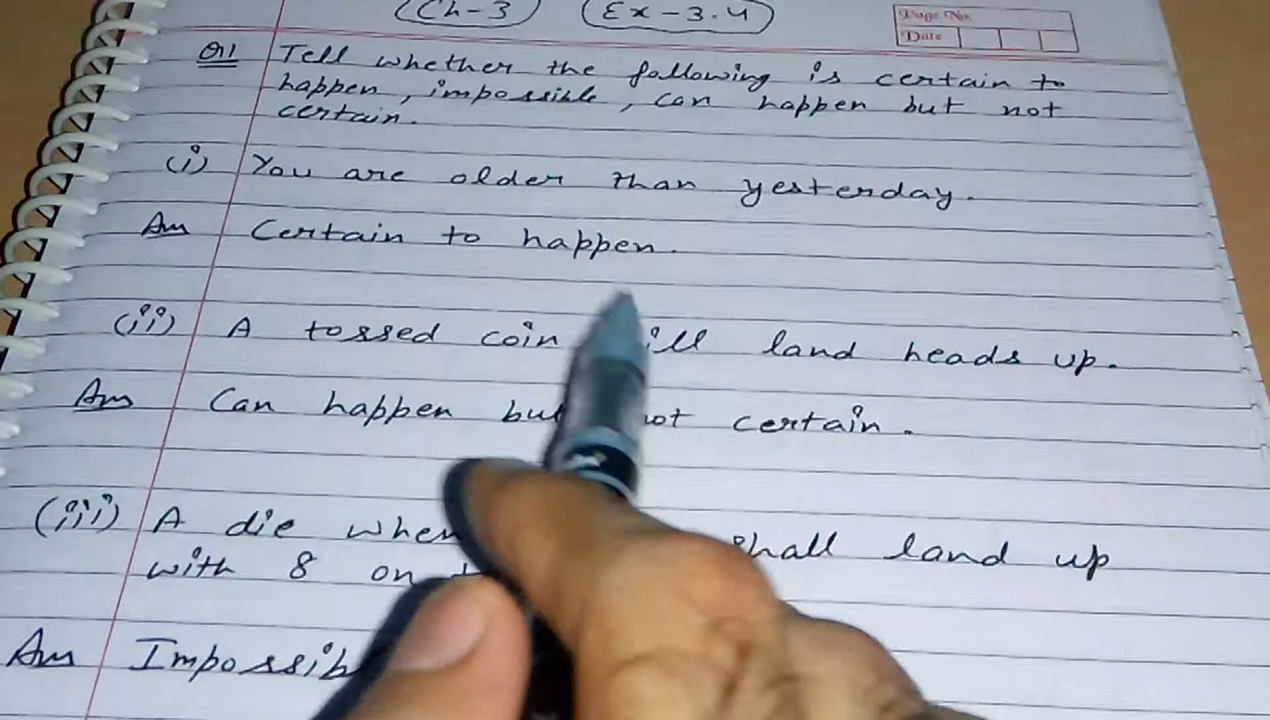 Ch-3 Ex-3.4
Page No.
Date
Q1 Tell whether the following is certain to
happen, impossible, can happen but not
certain.
(i) You are older than yesterday.
Ans Certain to happen.
(ii) A tossed coin will land heads up.
Ans Can happen but not certain.
(iii) A die when shall land up
with 8 on
Ans